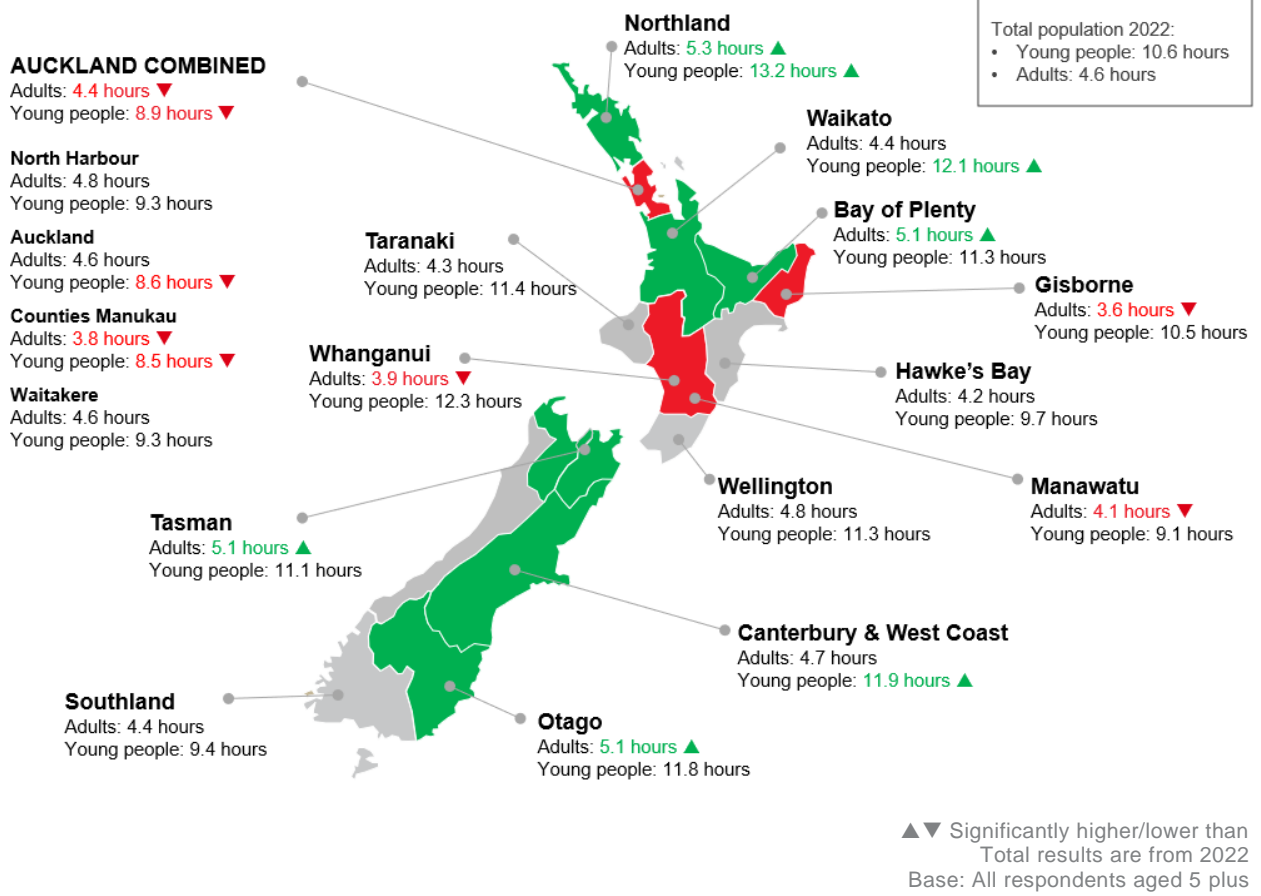 Total population 2022:
• Young people: 10.6 hours
• Adults: 4.6 hours
AUCKLAND COMBINED
Adults: 4.4 hours ▼
Young people: 8.9 hours ▼
North Harbour
Adults: 4.8 hours
Young people: 9.3 hours
Auckland
Adults: 4.6 hours
Young people: 8.6 hours ▼
Counties Manukau
Adults: 3.8 hours ▼
Young people: 8.5 hours ▼
Waitakere
Adults: 4.6 hours
Young people: 9.3 hours
Northland
Adults: 5.3 hours ▲
Young people: 13.2 hours ▲
Waikato
Adults: 4.4 hours
Young people: 12.1 hours ▲
Bay of Plenty
Adults: 5.1 hours ▲
Young people: 11.3 hours
Taranaki
Adults: 4.3 hours
Young people: 11.4 hours
Gisborne
Adults: 3.6 hours ▼
Young people: 10.5 hours
Whanganui
Adults: 3.9 hours ▼
Young people: 12.3 hours
Hawke’s Bay
Adults: 4.2 hours
Young people: 9.7 hours
Wellington
Adults: 4.8 hours
Young people: 11.3 hours
Manawatu
Adults: 4.1 hours ▼
Young people: 9.1 hours
Tasman
Adults: 5.1 hours ▲
Young people: 11.1 hours
Canterbury & West Coast
Adults: 4.7 hours
Young people: 11.9 hours ▲
Southland
Adults: 4.4 hours
Young people: 9.4 hours
Otago
Adults: 5.1 hours ▲
Young people: 11.8 hours
▲▼ Significantly higher/lower than
Total results are from 2022
Base: All respondents aged 5 plus